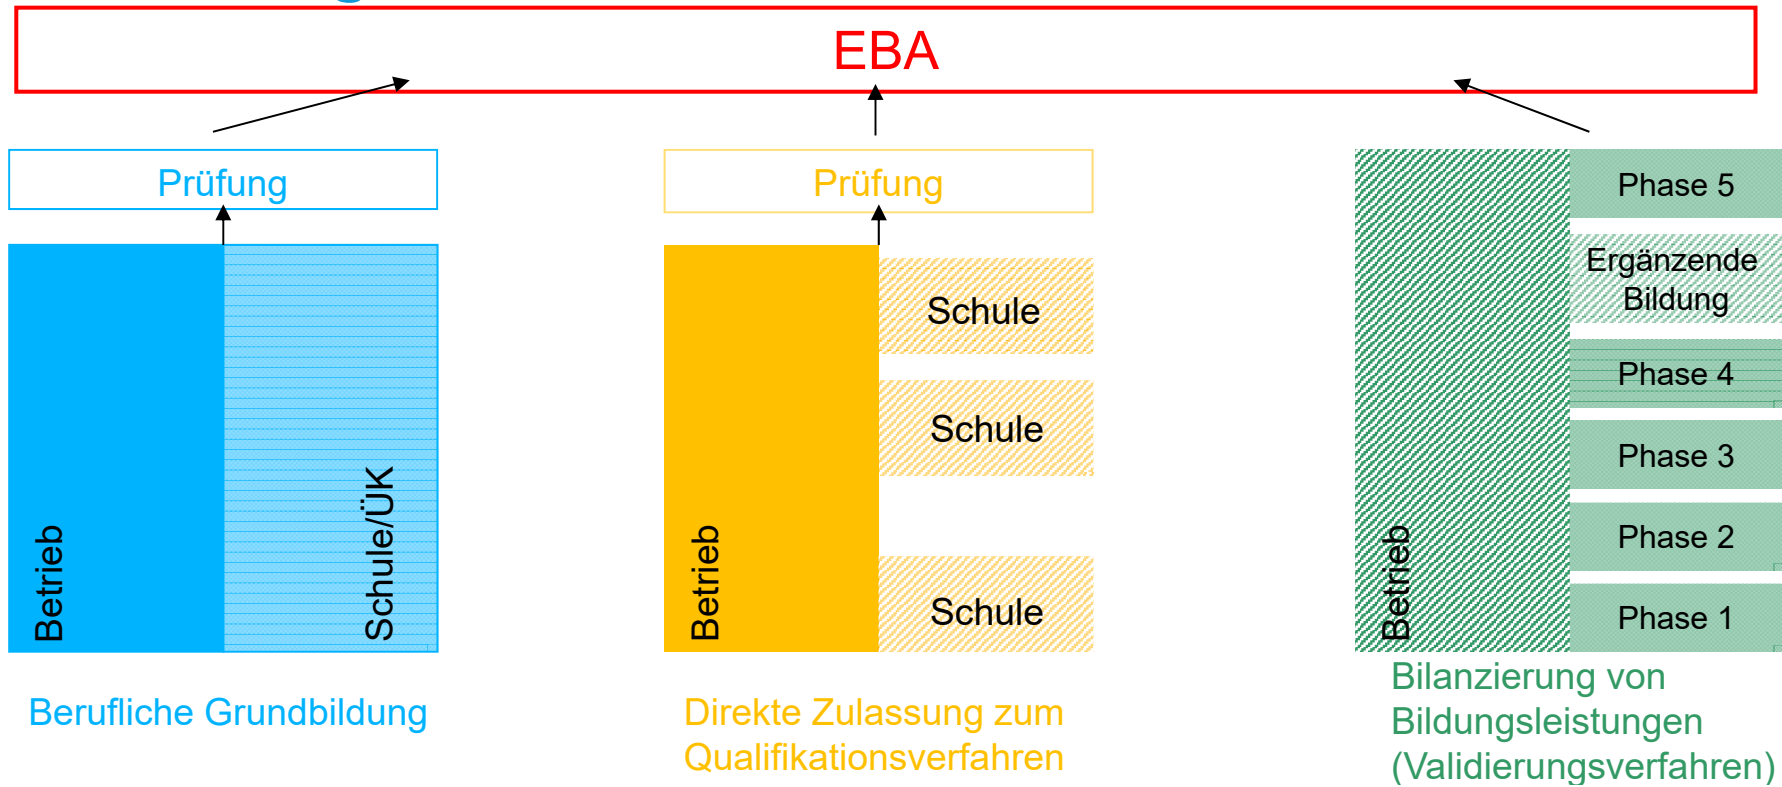 EBA
Prüfung
Betrieb
Schule/ÜK
Berufliche Grundbildung
Prüfung
Betrieb
Schule
Schule
Schule
Direkte Zulassung zum
Qualifikationsverfahren
Betrieb
Phase 5
Ergänzende
Bildung
Phase 4
Phase 3
Phase 2
Phase 1
Bilanzierung von
Bildungsleistungen
(Validierungsverfahren)